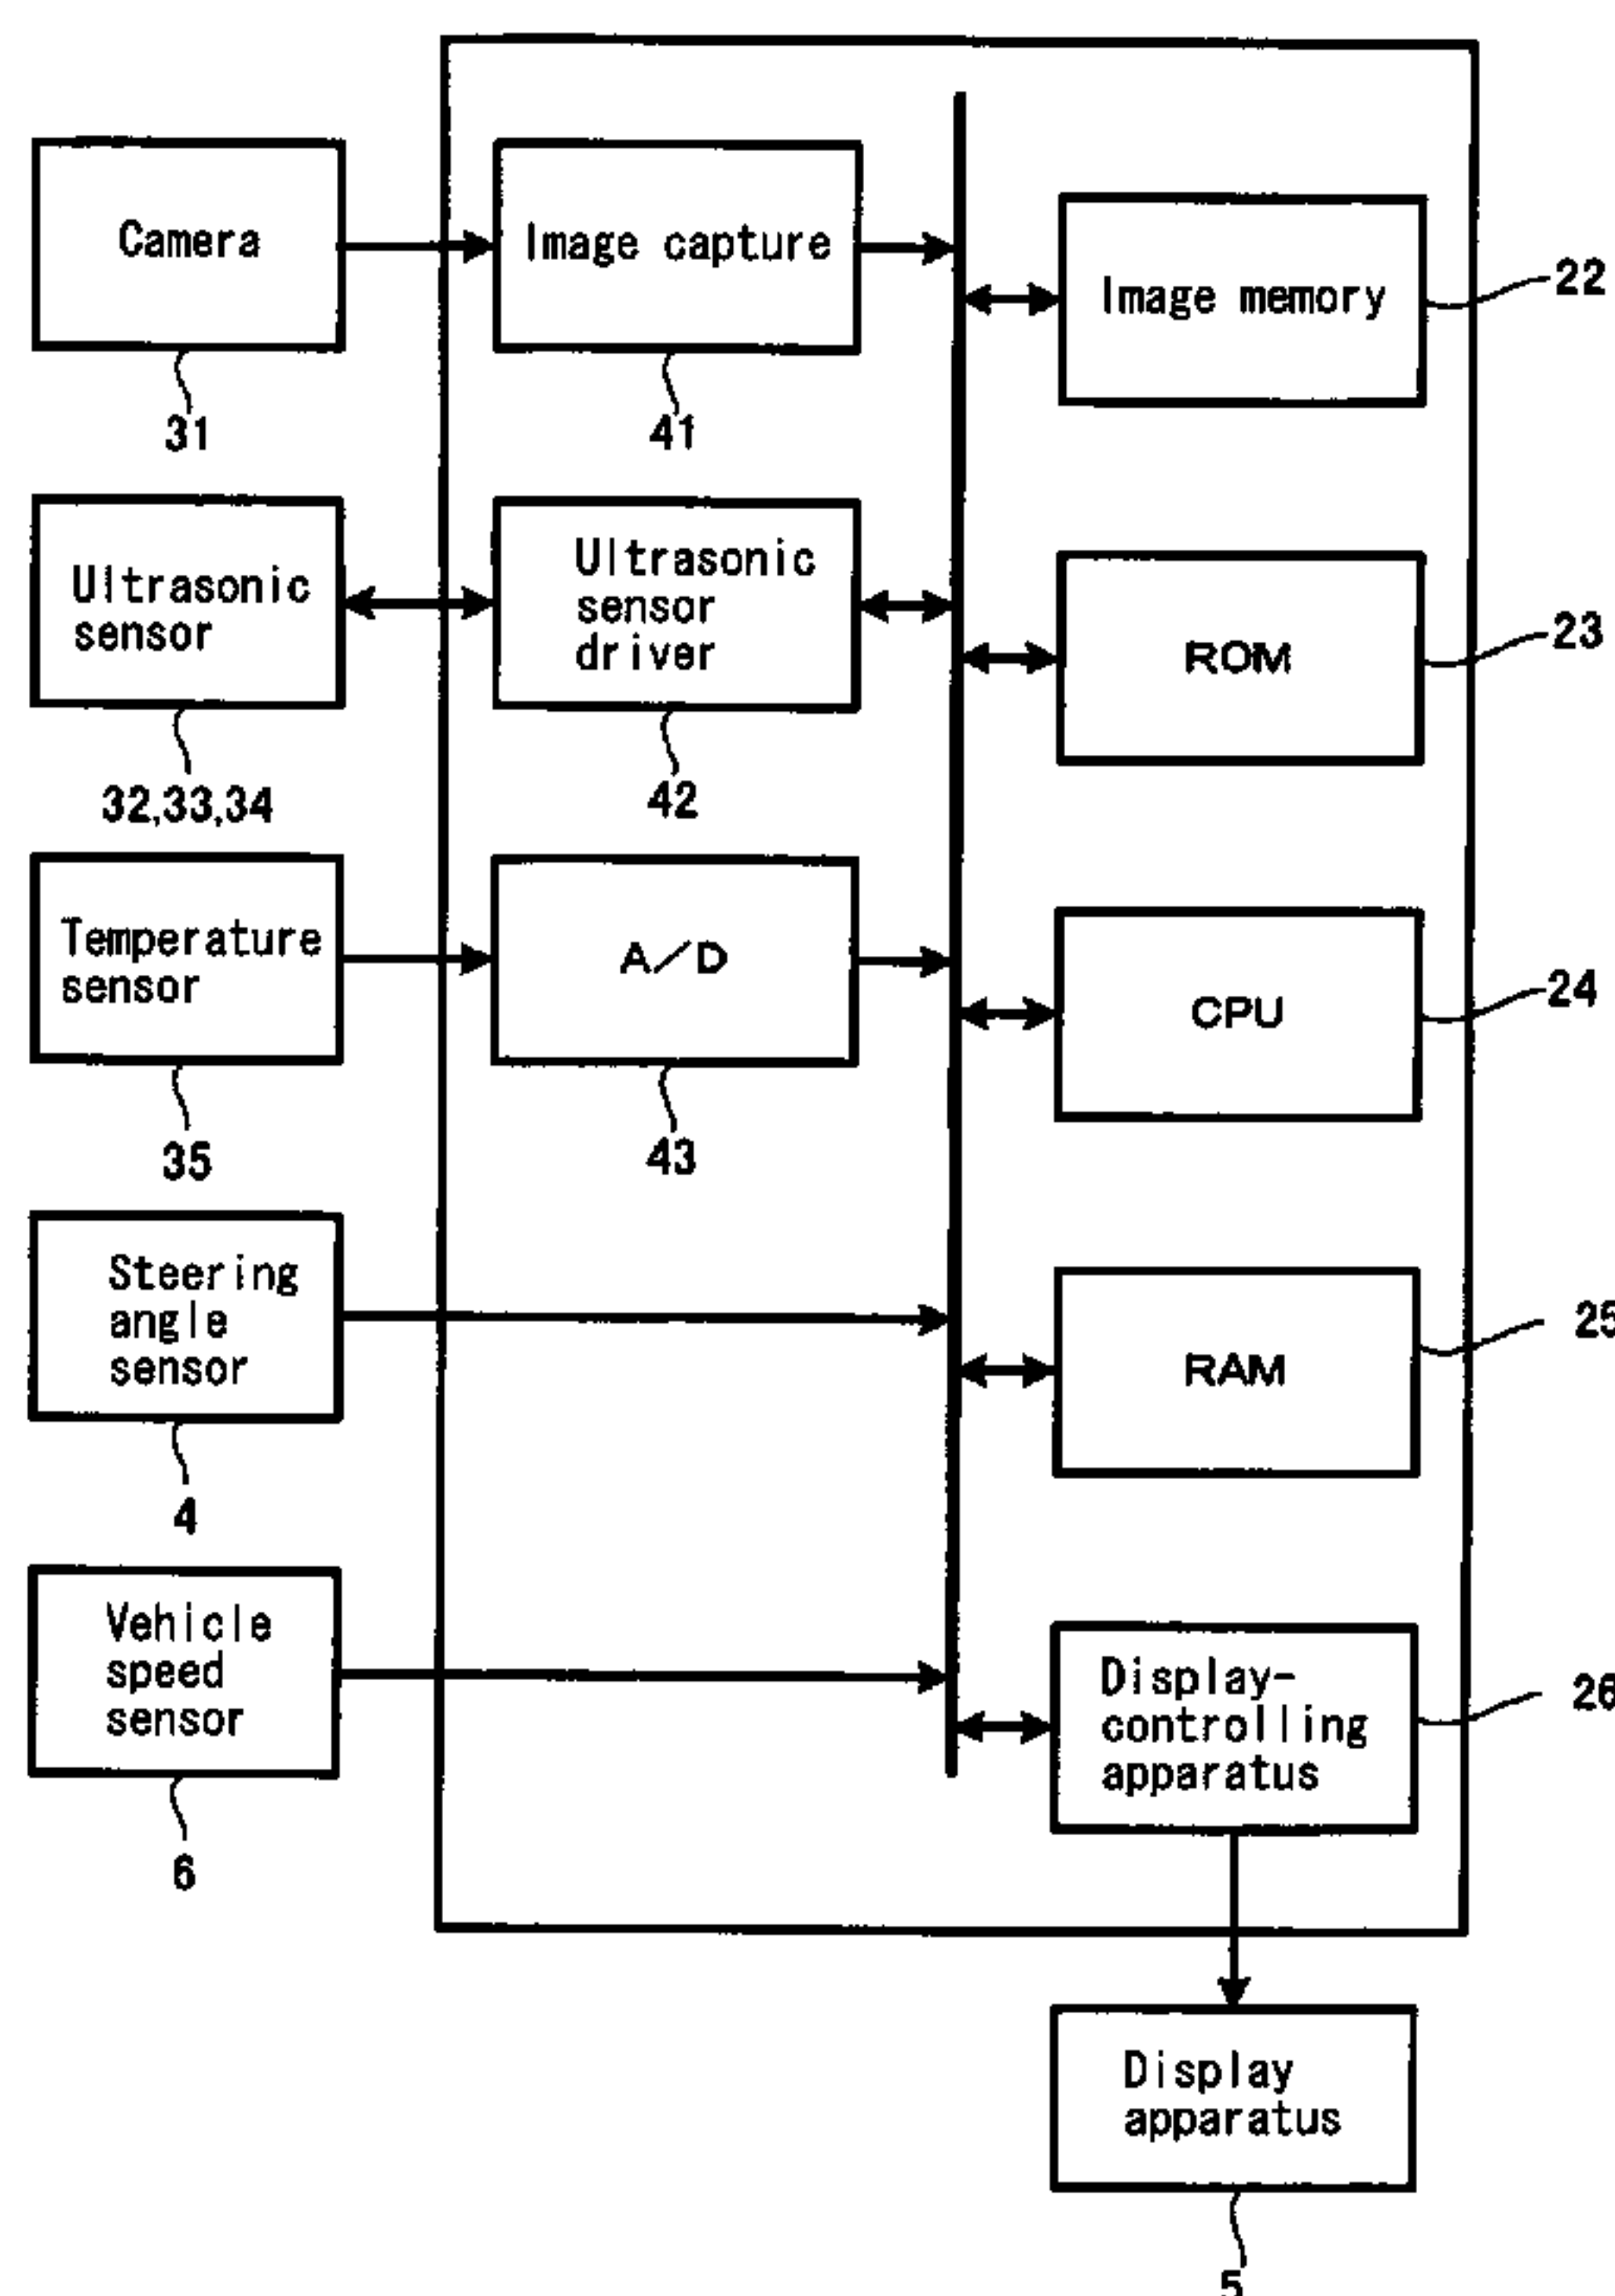 Camera
Image capture
Image memory
22
31
41
Ultrasonic
sensor
Ultrasonic
sensor
driver
ROM
23
32,33,34
42
Temperature
sensor
A/D
CPU
24
35
43
Steering
angle
sensor
RAM
25
4
Vehicle
speed
sensor
Display-
controlling
apparatus
26
6
Display
apparatus
5